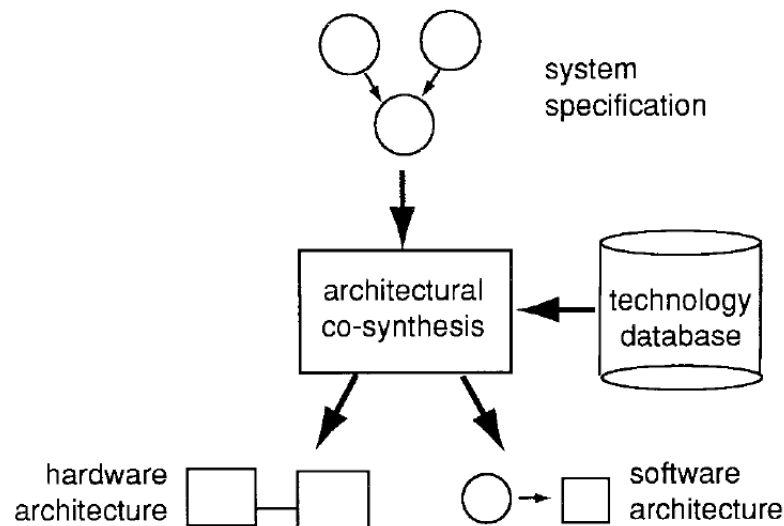 system
specification
architectural
co-synthesis
technology
database
hardware
architecture
software
architecture